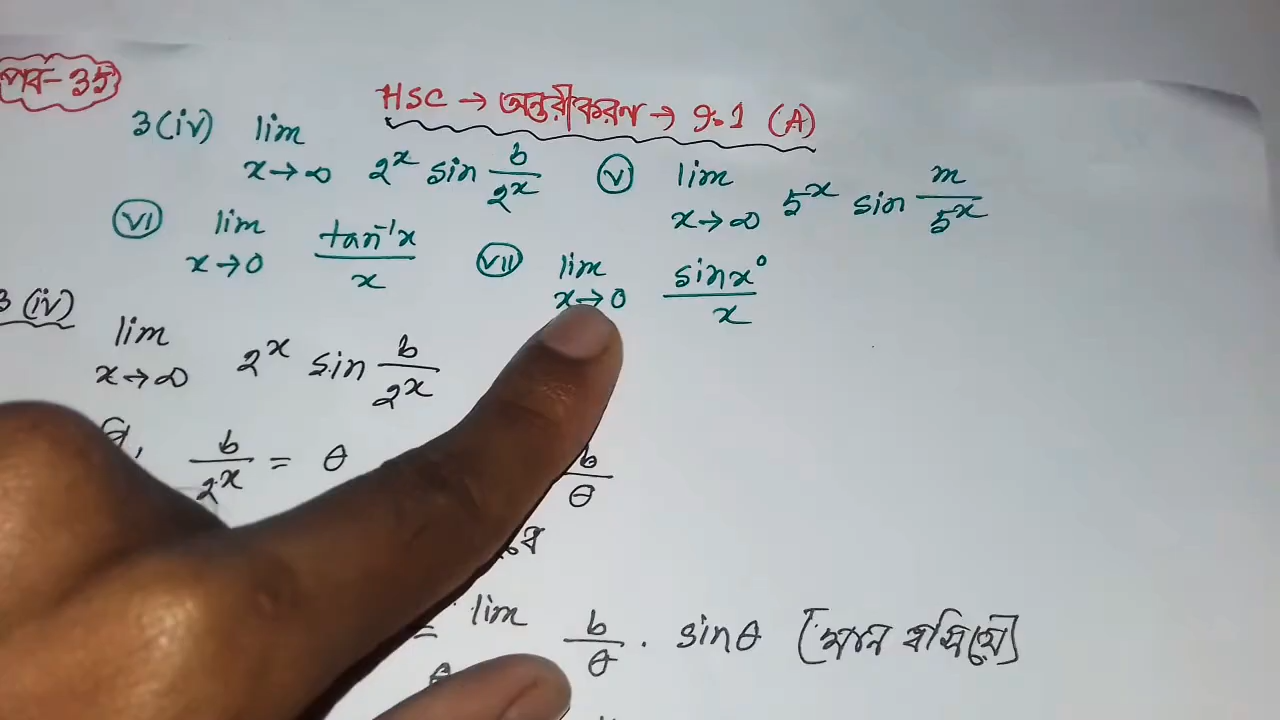 পর্ব-35
HSC → অন্তরীকরণ → 9.1 (A)
3(iv) lim x→∞ 2^x sin b/2^x (v) lim x→∞ 5^x sin m/5^x
(VI) lim x→0 tan⁻¹x/x (VII) lim x→0 sinx°/x
3 (iv) lim x→∞ 2^x sin b/2^x
b/2^x = θ b/θ
= lim θ b/θ · sinθ [মান বসিয়ে]